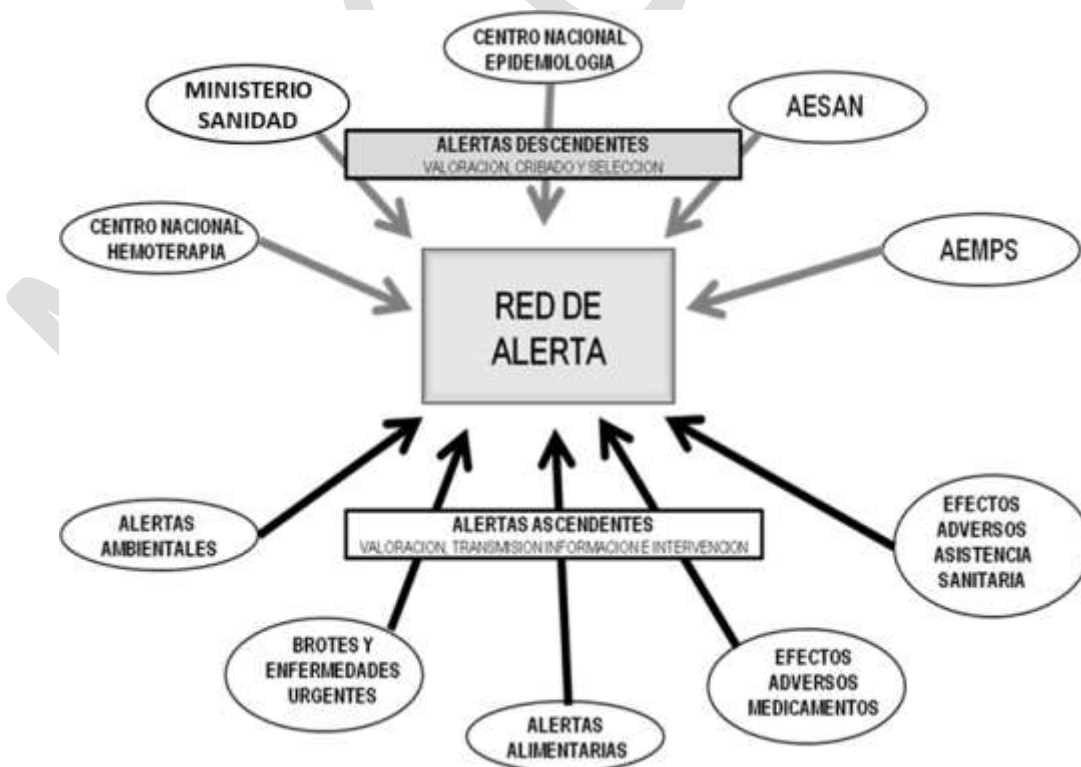 CENTRO NACIONAL
EPIDEMIOLOGIA
MINISTERIO
SANIDAD
AESAN
ALERTAS DESCENDENTES
VALORACION, CRIBADO Y SELECCION
CENTRO NACIONAL
HEMOTERAPIA
AEMPS
RED DE
ALERTA
ALERTAS
AMBIENTALES
ALERTAS ASCENDENTES
VALORACION, TRANSMISION INFORMACION E INTERVENCION
EFECTOS
ADVERSOS
ASISTENCIA
SANITARIA
BROTES Y
ENFERMEDADES
URGENTES
EFECTOS
ADVERSOS
MEDICAMENTOS
ALERTAS
ALIMENTARIAS